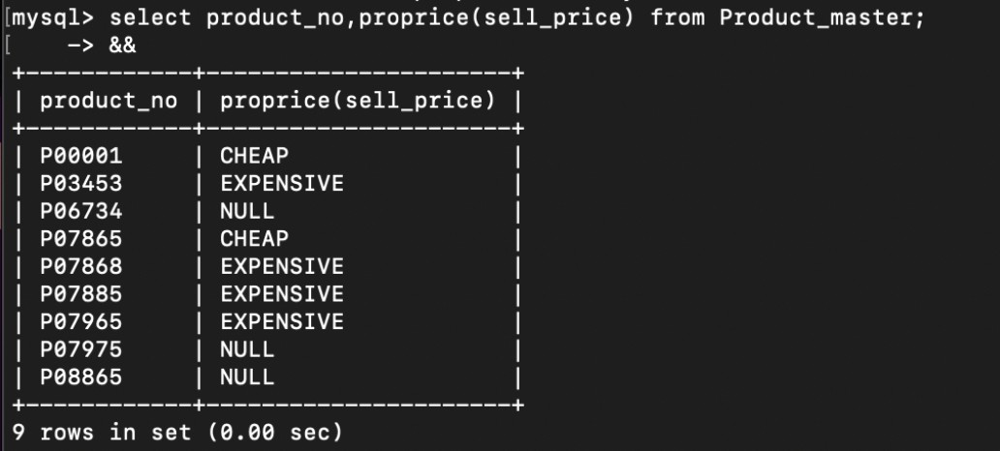 [mysql> select product_no,proprice(sell_price) from Product_master;
[    -> &&
+------------+----------------------+
| product_no | proprice(sell_price) |
+------------+----------------------+
| P00001     | CHEAP                |
| P03453     | EXPENSIVE            |
| P06734     | NULL                 |
| P07865     | CHEAP                |
| P07868     | EXPENSIVE            |
| P07885     | EXPENSIVE            |
| P07965     | EXPENSIVE            |
| P07975     | NULL                 |
| P08865     | NULL                 |
+------------+----------------------+
9 rows in set (0.00 sec)